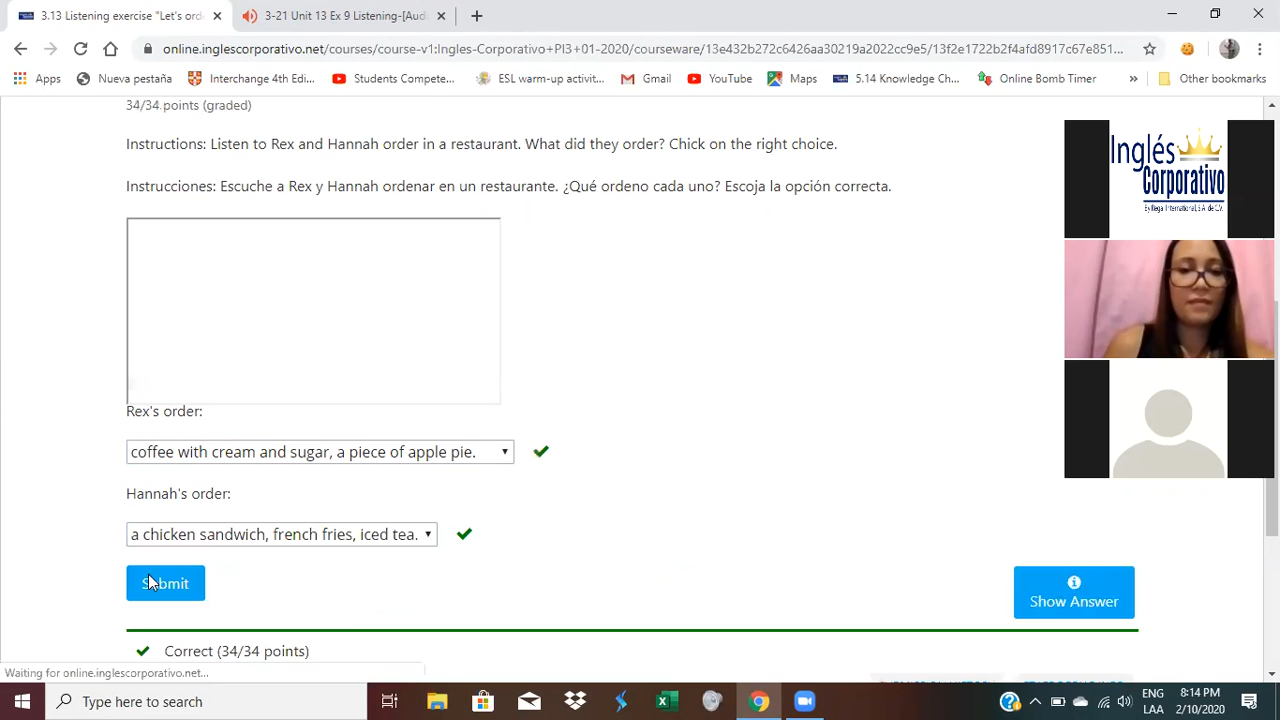 3.13 Listening exercise "Let's ord
3-21 Unit 13 Ex 9 Listening-[Aud
online.inglescorporativo.net/courses/course-v1:Ingles-Corporativo+PI3+01-2020/courseware/13e432b272c6426aa30219a2022cc9e5/13f2e1722b2f4afd8917c67e851...
Apps
Nueva pestaña
Interchange 4th Edi...
Students Compete...
ESL warm-up activit...
Gmail
YouTube
Maps
5.14 Knowledge Ch...
Online Bomb Timer
»
Other bookmarks
34/34 points (graded)
Instructions: Listen to Rex and Hannah order in a restaurant. What did they order? Chick on the right choice.
Instrucciones: Escuche a Rex y Hannah ordenar en un restaurante. ¿Qué ordeno cada uno? Escoja la opción correcta.
Inglés
Corporativo
By Rega International, S.A. de C.V.
Rex's order:
coffee with cream and sugar, a piece of apple pie.
Hannah's order:
a chicken sandwich, french fries, iced tea.
Submit
Show Answer
Correct (34/34 points)
Waiting for online.inglescorporativo.net...
Type here to search
ENG
LAA
8:14 PM
2/10/2020